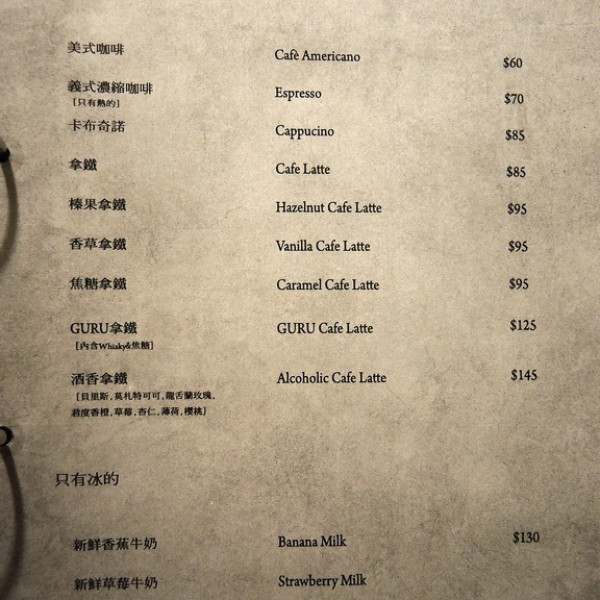 美式咖啡 Cafè Americano $60
義式濃縮咖啡 Espresso $70
[只有熱的]
卡布奇諾 Cappucino $85
拿鐵 Cafe Latte $85
榛果拿鐵 Hazelnut Cafe Latte $95
香草拿鐵 Vanilla Cafe Latte $95
焦糖拿鐵 Caramel Cafe Latte $95
GURU拿鐵 GURU Cafe Latte $125
[內含Whisky&焦糖]
酒香拿鐵 Alcoholic Cafe Latte $145
[貝里斯,莫札特可可,龍舌蘭玫瑰,
君度香橙,草莓,杏仁,薄荷,櫻桃]
只有冰的
新鮮香蕉牛奶 Banana Milk $130
新鮮草莓牛奶 Strawberry Milk